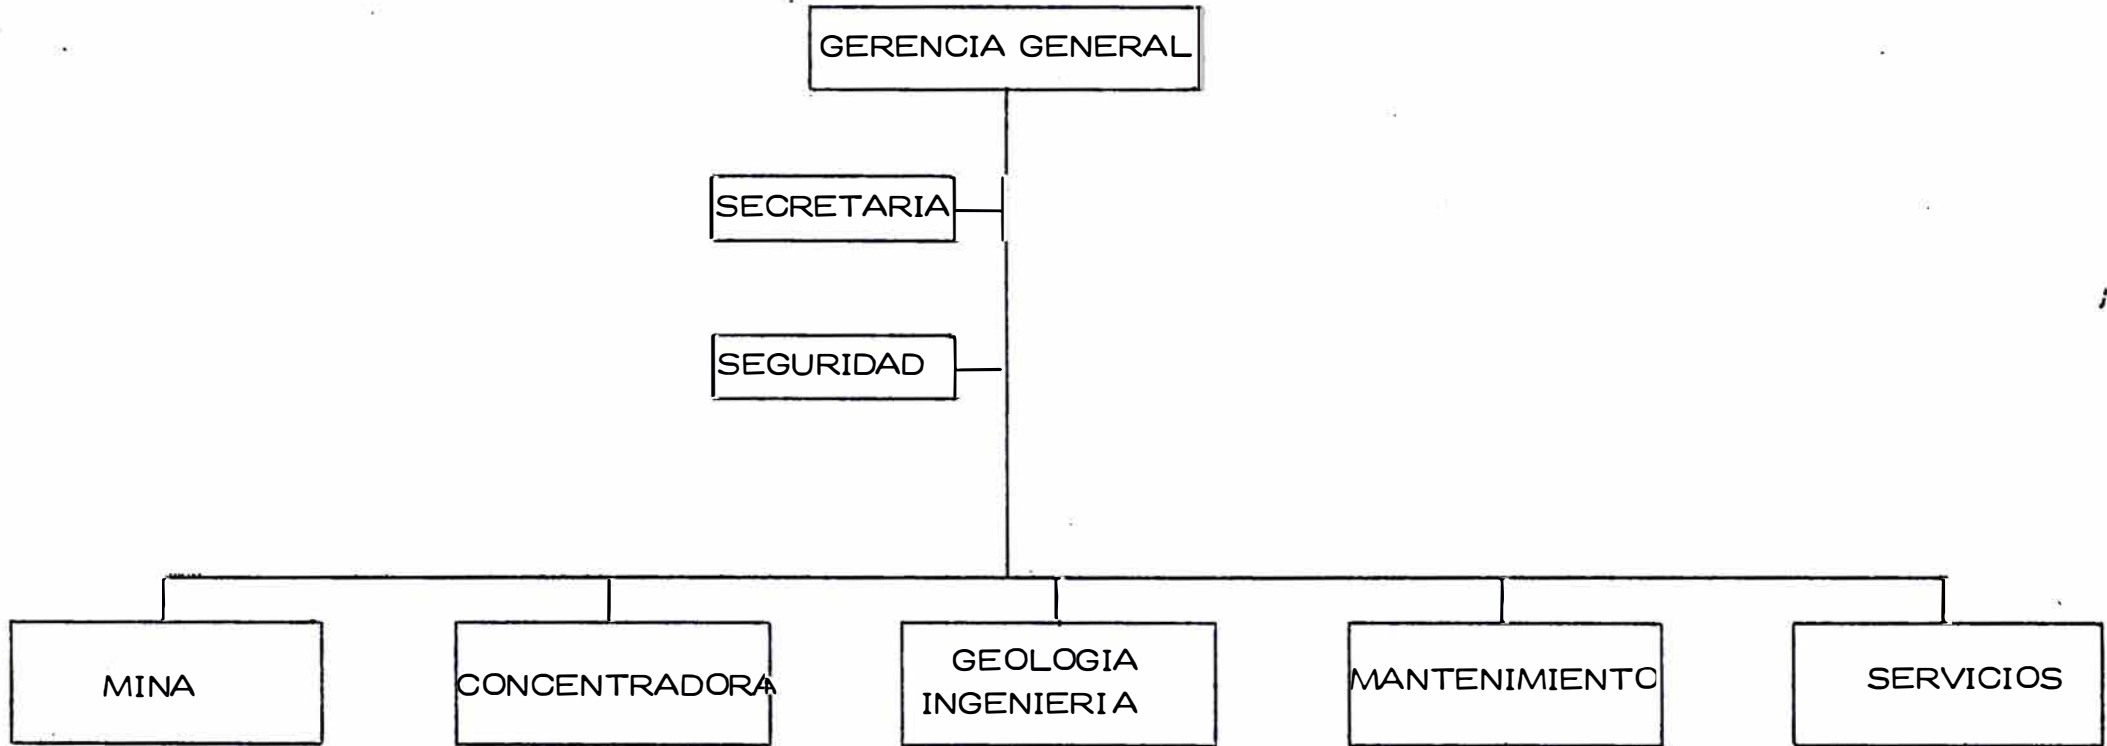 GERENCIA GENERAL
SECRETARIA
SEGURIDAD
MINA
CONCENTRADORA
GEOLOGIA
INGENIERIA
MANTENIMIENTO
SERVICIOS